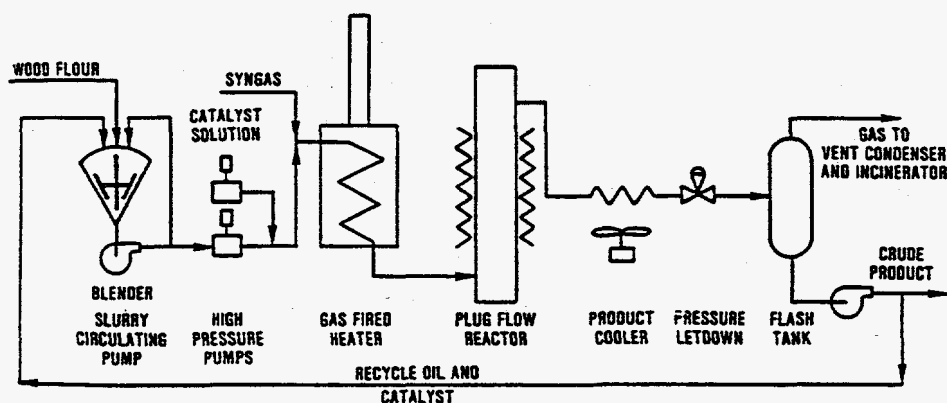 WOOD FLOUR
SYNGAS
CATALYST
SOLUTION
GAS TO
VENT CONDENSER
AND INCINERATOR
CRUDE
PRODUCT
BLENDER
SLURRY
CIRCULATING
PUMP
HIGH
PRESSURE
PUMPS
GAS FIRED
HEATER
PLUG FLOW
REACTOR
PRODUCT
COOLER
PRESSURE
LETDOWN
FLASH
TANK
RECYCLE OIL AND
CATALYST